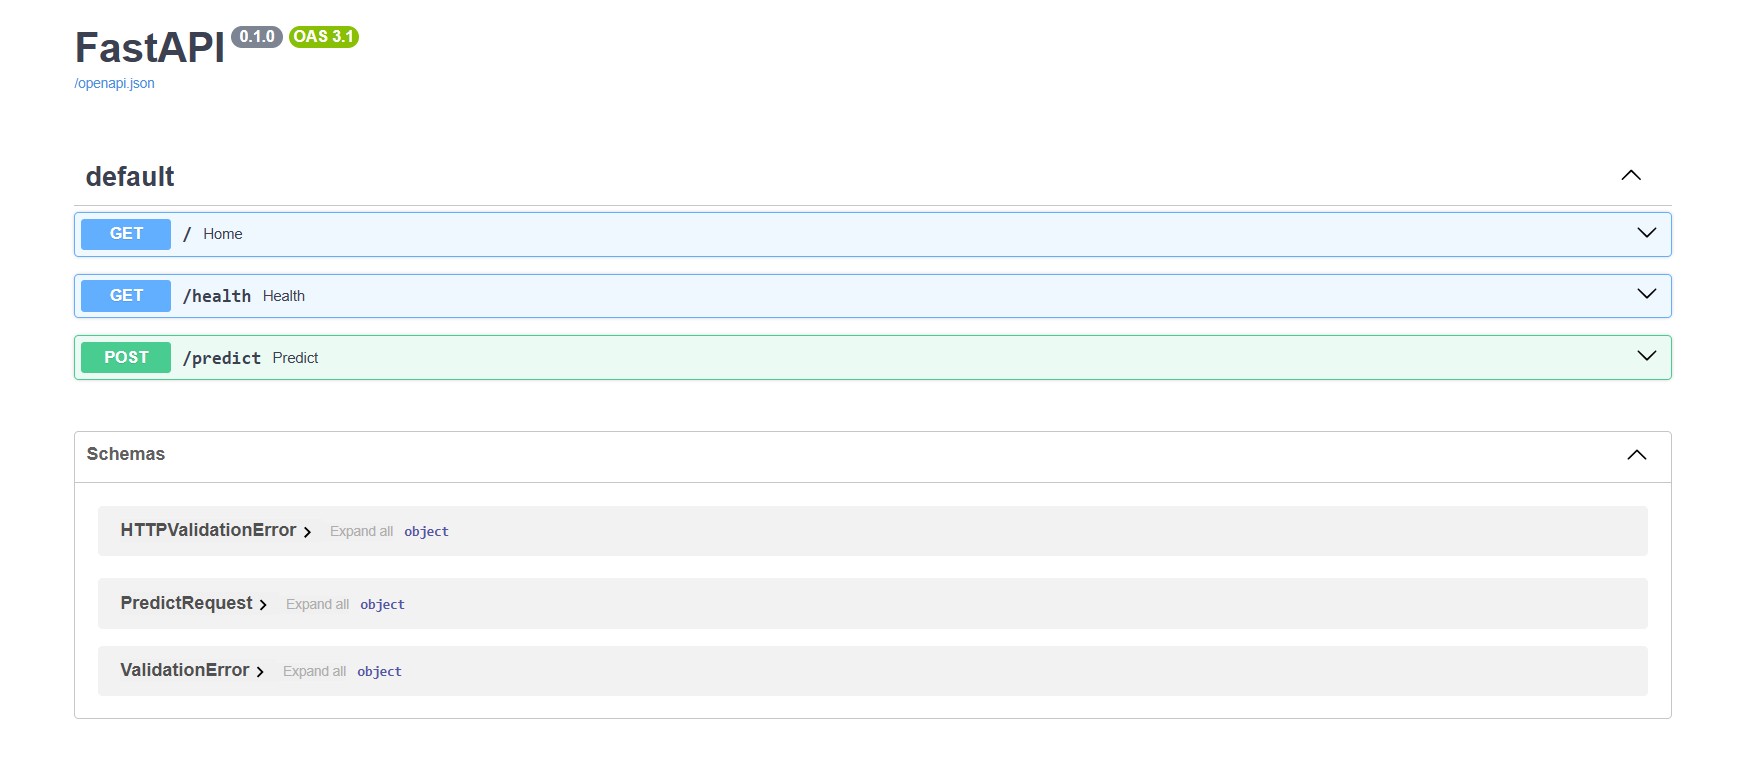 FastAPI 0.1.0 OAS 3.1
/openapi.json
default
GET / Home
GET /health Health
POST /predict Predict
Schemas
HTTPValidationError Expand all object
PredictRequest Expand all object
ValidationError Expand all object